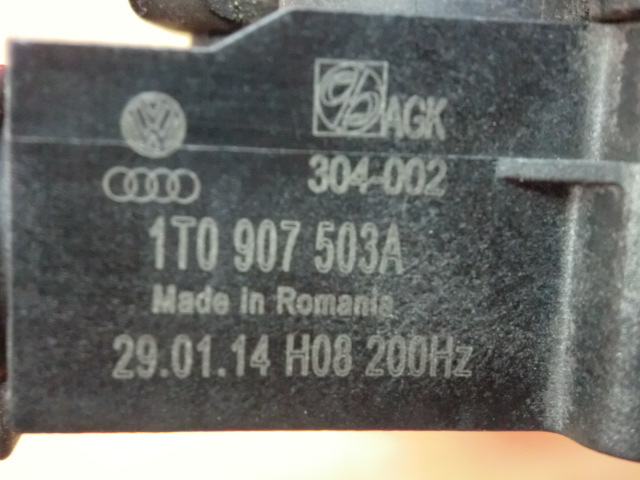 AGK
304-002
1T0 907 503A
Made in Romania
29.01.14 H08 200Hz